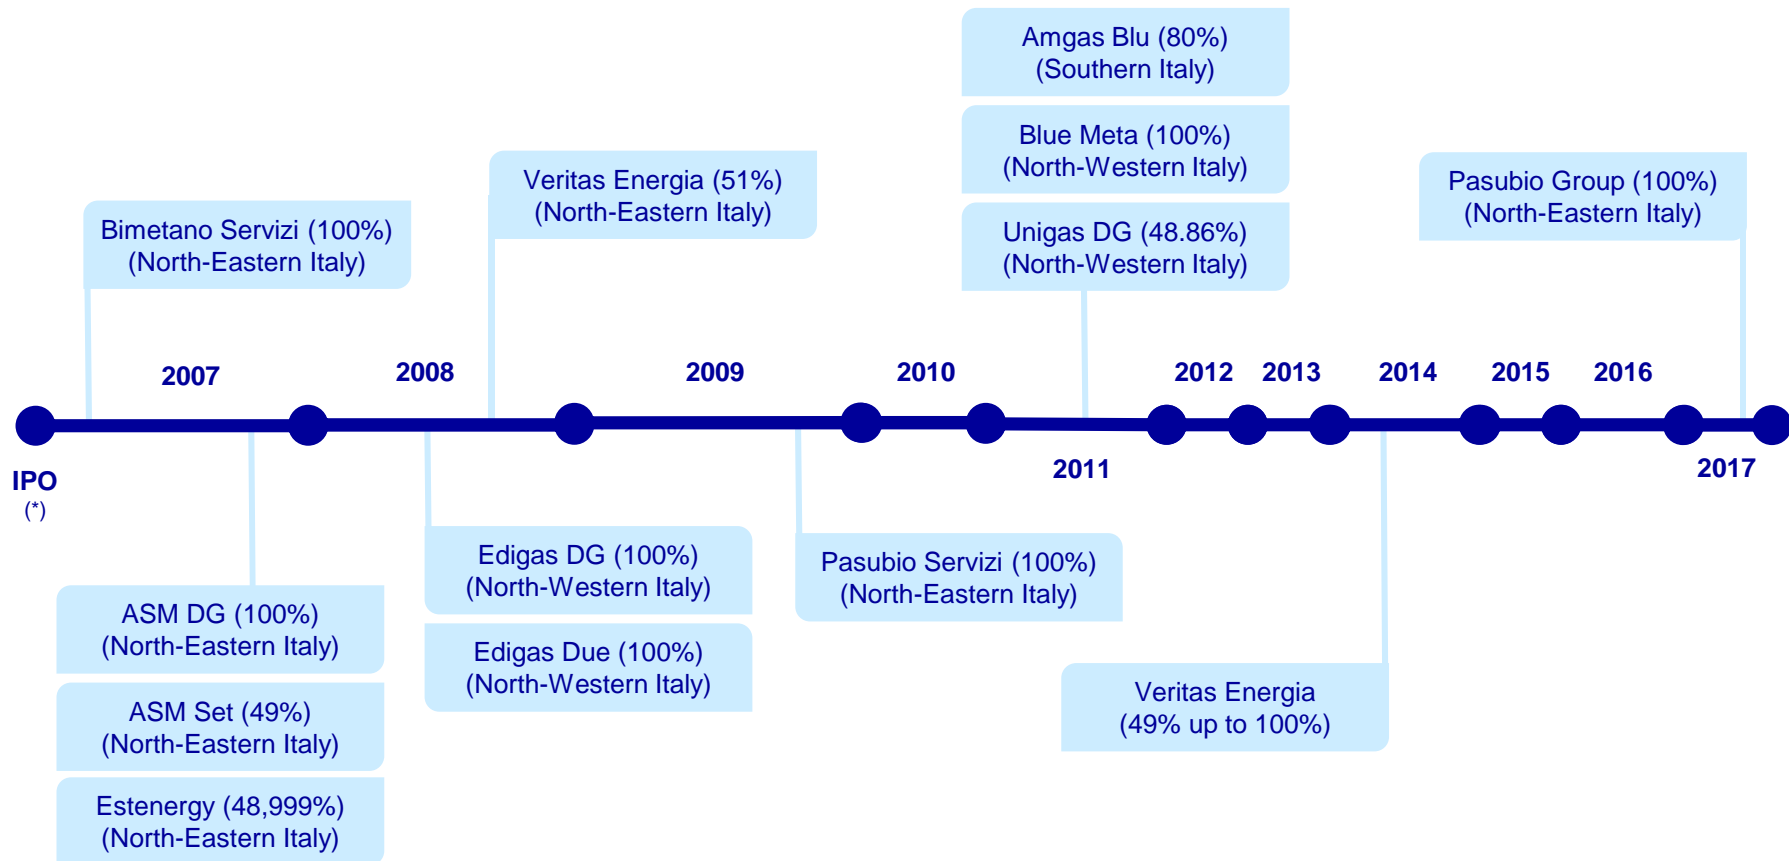 Amgas Blu (80%)
(Southern Italy)
Blue Meta (100%)
(North-Western Italy)
Unigas DG (48.86%)
(North-Western Italy)
Veritas Energia (51%)
(North-Eastern Italy)
Pasubio Group (100%)
(North-Eastern Italy)
Bimetano Servizi (100%)
(North-Eastern Italy)
2007
2008
2009
2010
2012
2013
2014
2015
2016
IPO
(*)
2011
2017
ASM DG (100%)
(North-Eastern Italy)
ASM Set (49%)
(North-Eastern Italy)
Estenergy (48,999%)
(North-Eastern Italy)
Edigas DG (100%)
(North-Western Italy)
Edigas Due (100%)
(North-Western Italy)
Pasubio Servizi (100%)
(North-Eastern Italy)
Veritas Energia
(49% up to 100%)